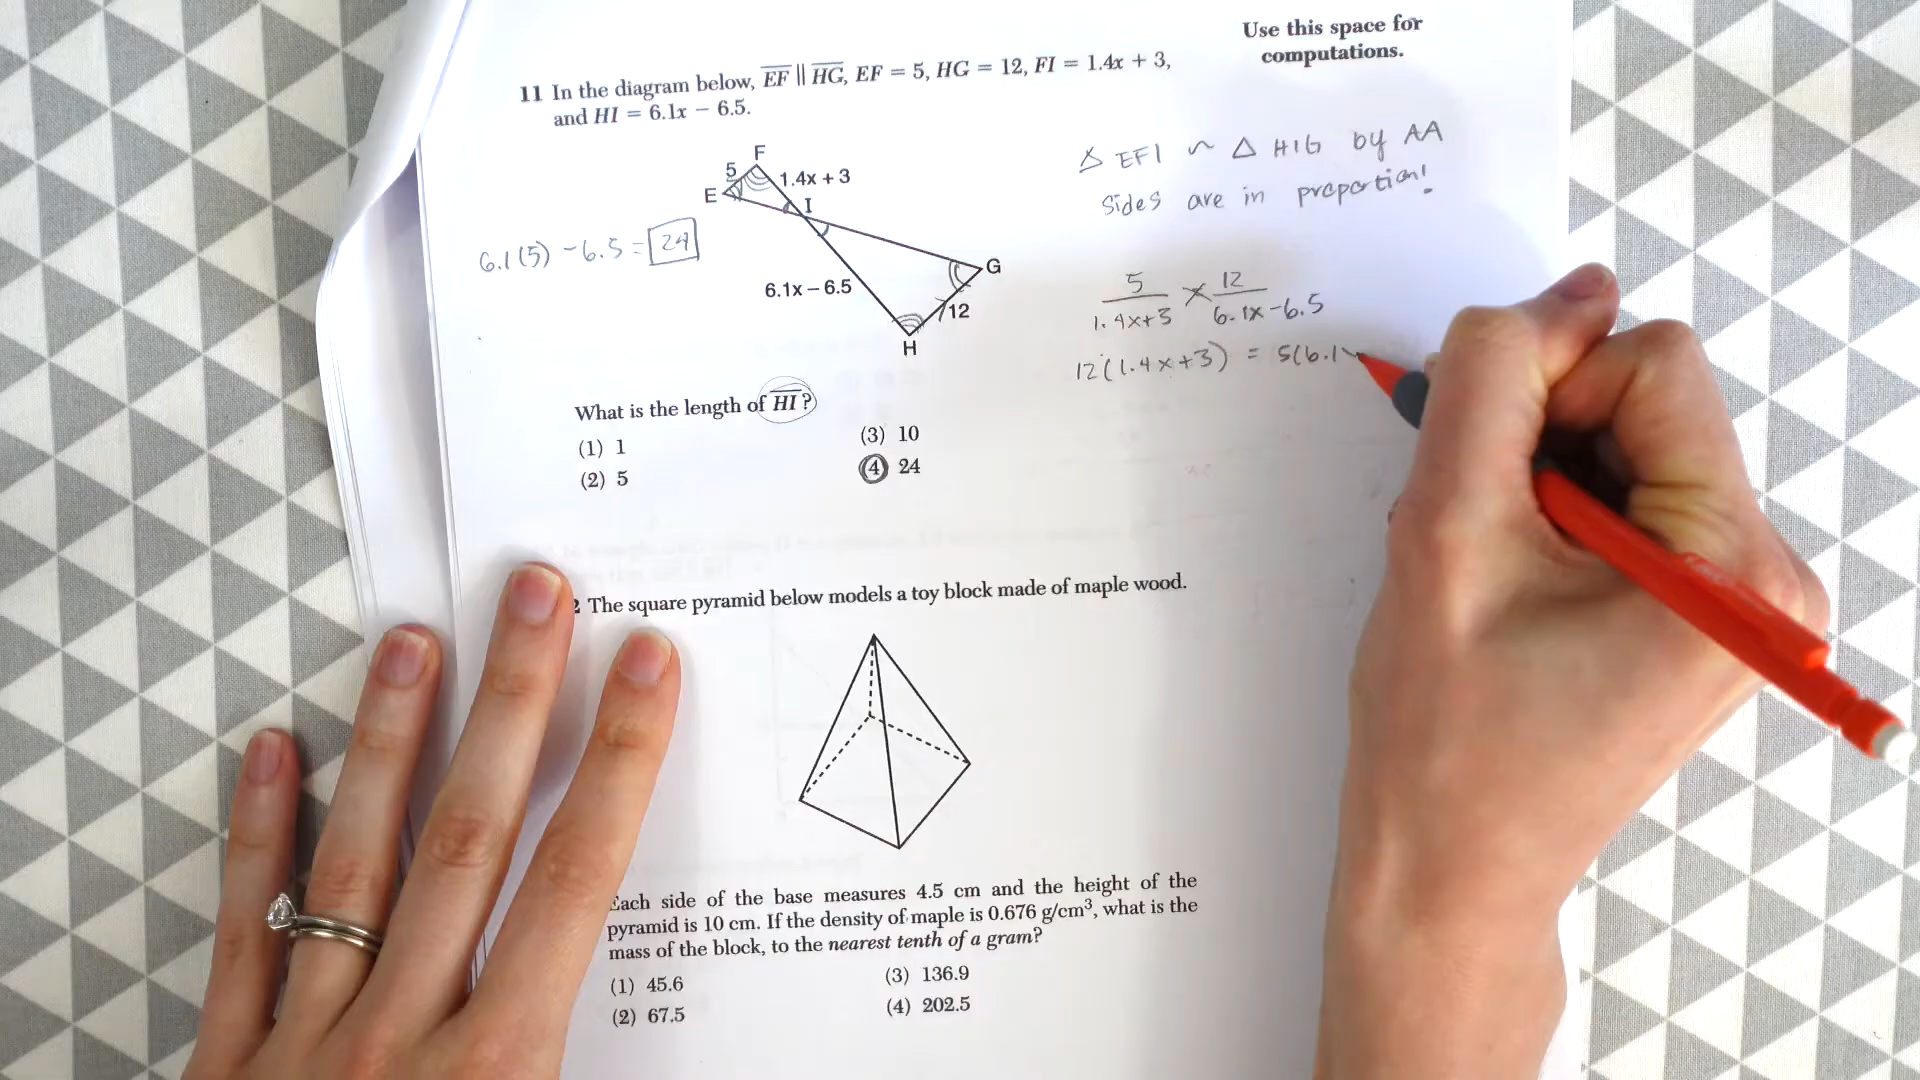 Use this space for
computations.
11 In the diagram below, EF || HG, EF = 5, HG = 12, FI = 1.4x + 3,
and HI = 6.1x − 6.5.
F
5
1.4x + 3
E
I
G
6.1x − 6.5
12
H
△ EFI ~ △ HIG by AA
sides are in proportion!
6.1(5) - 6.5 = 24
5 12
1.4x+3 × 6.1x-6.5
12(1.4x+3) = 5(6.1x
What is the length of HI?
(1) 1
(3) 10
(2) 5
(4) 24
2 The square pyramid below models a toy block made of maple wood.
Each side of the base measures 4.5 cm and the height of the
pyramid is 10 cm. If the density of maple is 0.676 g/cm³, what is the
mass of the block, to the nearest tenth of a gram?
(1) 45.6
(3) 136.9
(2) 67.5
(4) 202.5